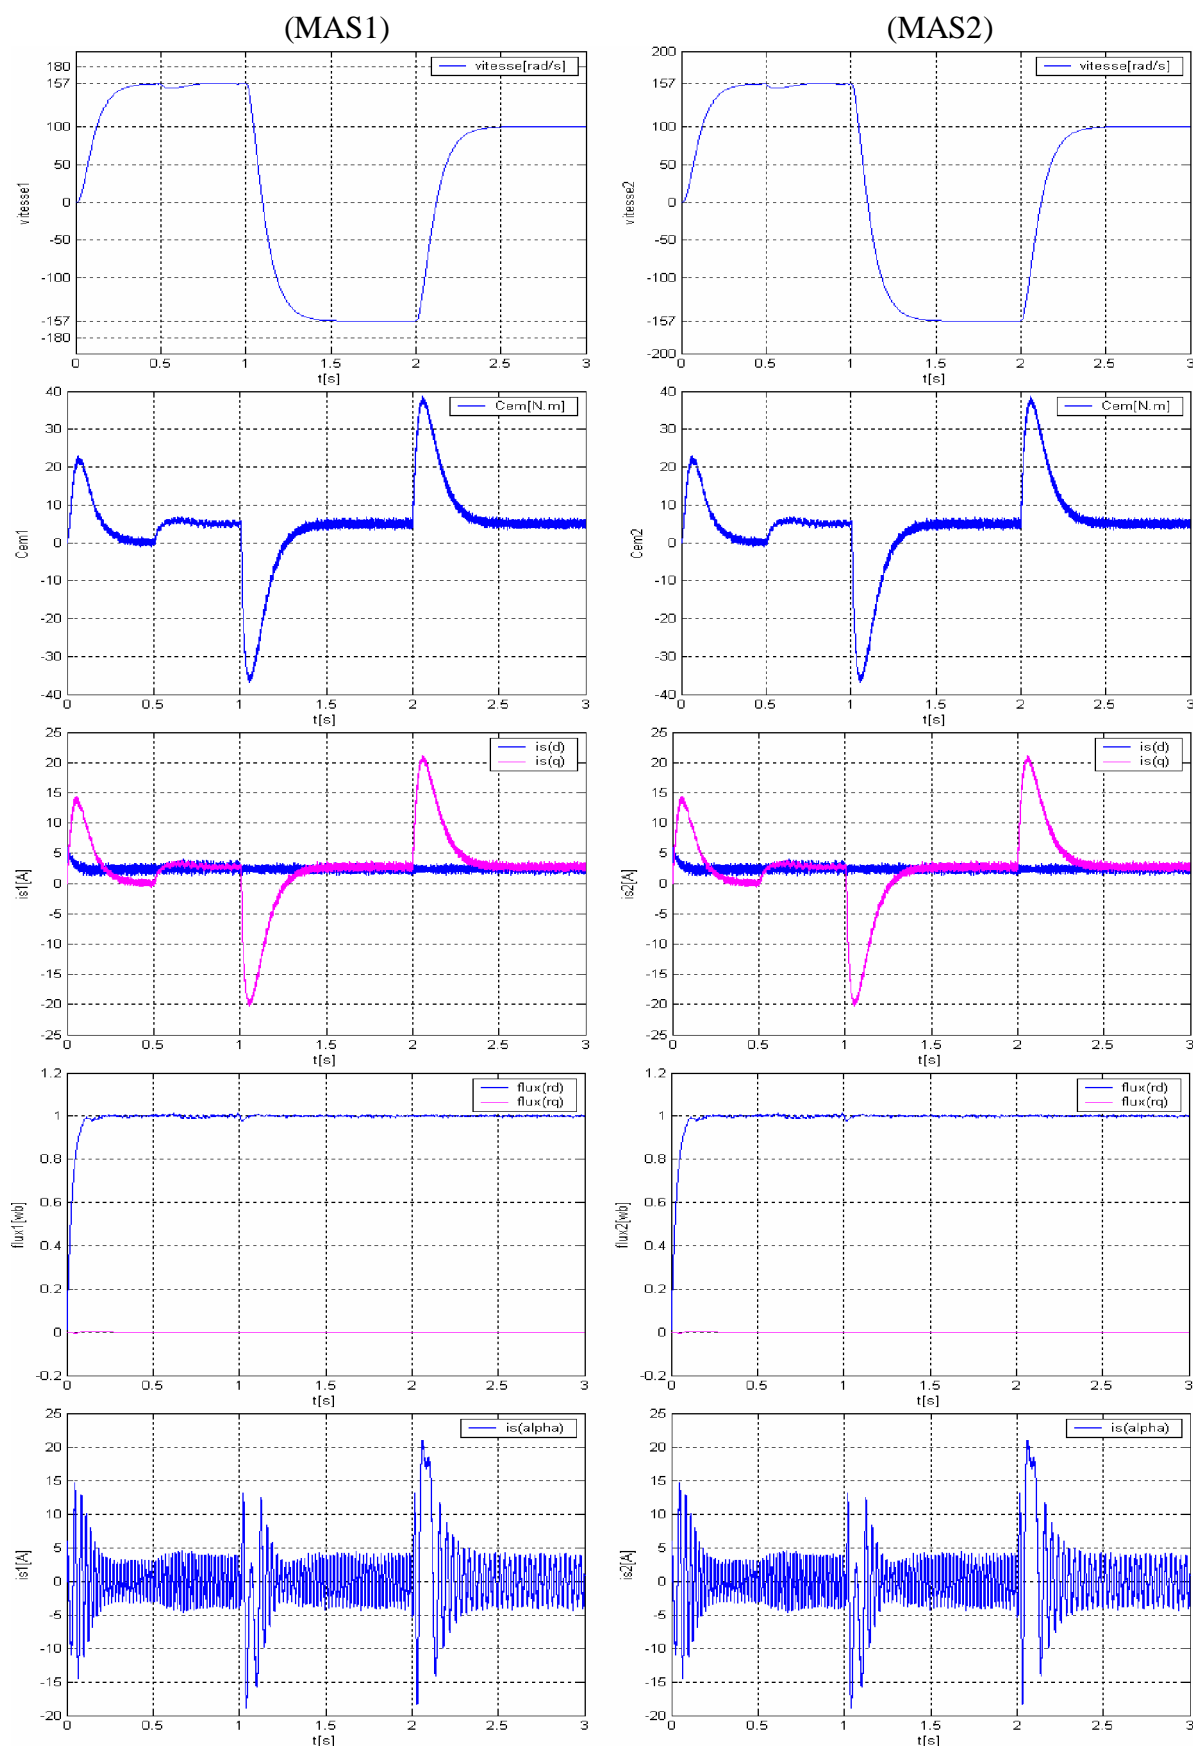 (MAS1) (MAS2)
180
157
100
50
0
-50
-100
-157
-180
vitesse1
vitesse[rad/s]
0 0.5 1 1.5 2 2.5 3
t[s]
200
157
100
50
0
-50
-100
-157
-200
vitesse2
vitesse[rad/s]
0 0.5 1 1.5 2 2.5 3
t[s]
40
30
20
10
0
-10
-20
-30
-40
Cem1
Cem[N.m]
0 0.5 1 1.5 2 2.5 3
t[s]
40
30
20
10
0
-10
-20
-30
-40
Cem2
Cem[N.m]
0 0.5 1 1.5 2 2.5 3
t[s]
25
20
15
10
5
0
-5
-10
-15
-20
-25
is1[A]
is(d)
is(q)
0 0.5 1 1.5 2 2.5 3
t[s]
25
20
15
10
5
0
-5
-10
-15
-20
-25
is2[A]
is(d)
is(q)
0 0.5 1 1.5 2 2.5 3
t[s]
1.2
1
0.8
0.6
0.4
0.2
0
-0.2
flux1[wb]
flux(rd)
flux(rq)
0 0.5 1 1.5 2 2.5 3
t[s]
1.2
1
0.8
0.6
0.4
0.2
0
-0.2
flux2[wb]
flux(rd)
flux(rq)
0 0.5 1 1.5 2 2.5 3
t[s]
25
20
15
10
5
0
-5
-10
-15
-20
is1[A]
is(alpha)
0 0.5 1 1.5 2 2.5 3
t[s]
25
20
15
10
5
0
-5
-10
-15
-20
is2[A]
is(alpha)
0 0.5 1 1.5 2 2.5 3
t[s]